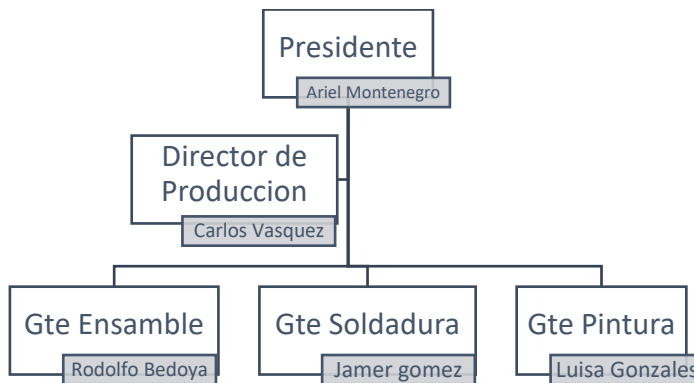 Presidente
Ariel Montenegro
Director de
Produccion
Carlos Vasquez
Gte Ensamble
Rodolfo Bedoya
Gte Soldadura
Jamer gomez
Gte Pintura
Luisa Gonzales